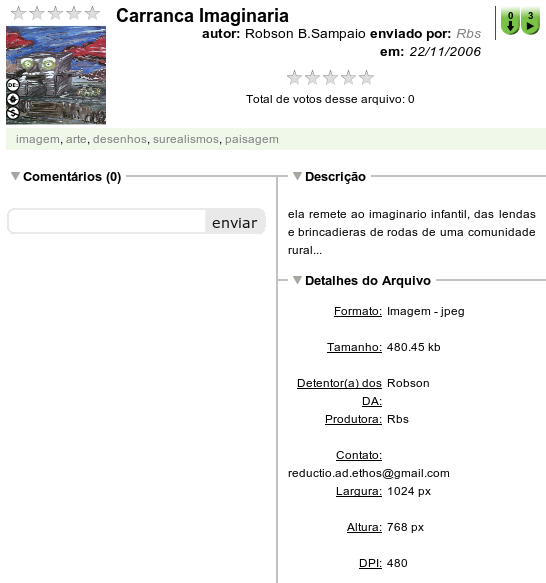 Carranca Imaginaria
autor: Robson B.Sampaio enviado por: Rbs
em: 22/11/2006
0
3
Total de votos desse arquivo: 0
imagem, arte, desenhos, surealismos, paisagem
Comentários (0)
enviar
Descrição
ela remete ao imaginario infantil, das lendas
e brincadieras de rodas de uma comunidade
rural...
Detalhes do Arquivo
Formato: Imagem - jpeg
Tamanho: 480.45 kb
Detentor(a) dos Robson
DA:
Produtora: Rbs
Contato:
reductio.ad.ethos@gmail.com
Largura: 1024 px
Altura: 768 px
DPI: 480